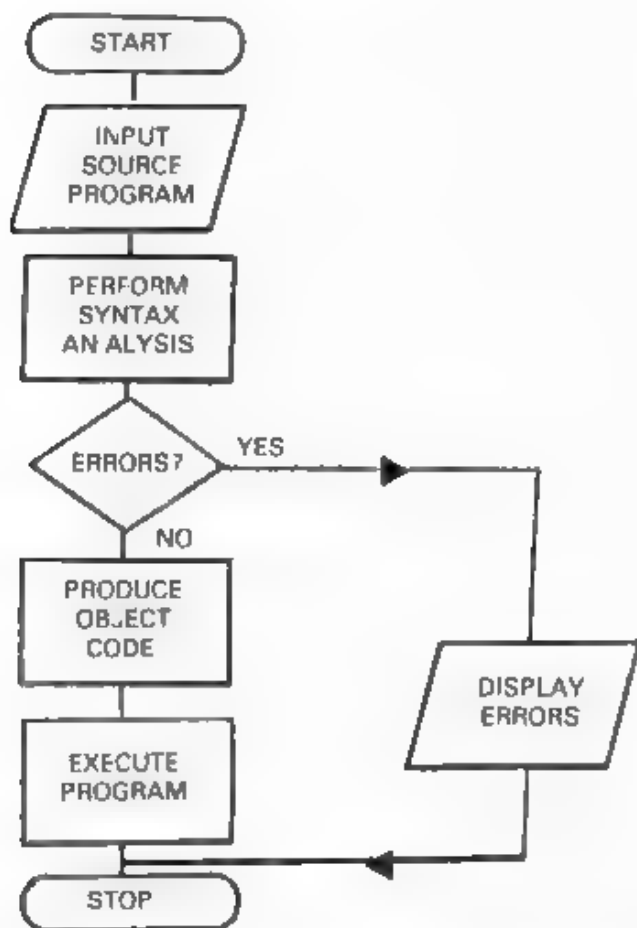 START
INPUT
SOURCE
PROGRAM
PERFORM
SYNTAX
AN ALYSIS
ERRORS?
YES
NO
PRODUCE
OBJECT
CODE
DISPLAY
ERRORS
EXECUTE
PROGRAM
STOP